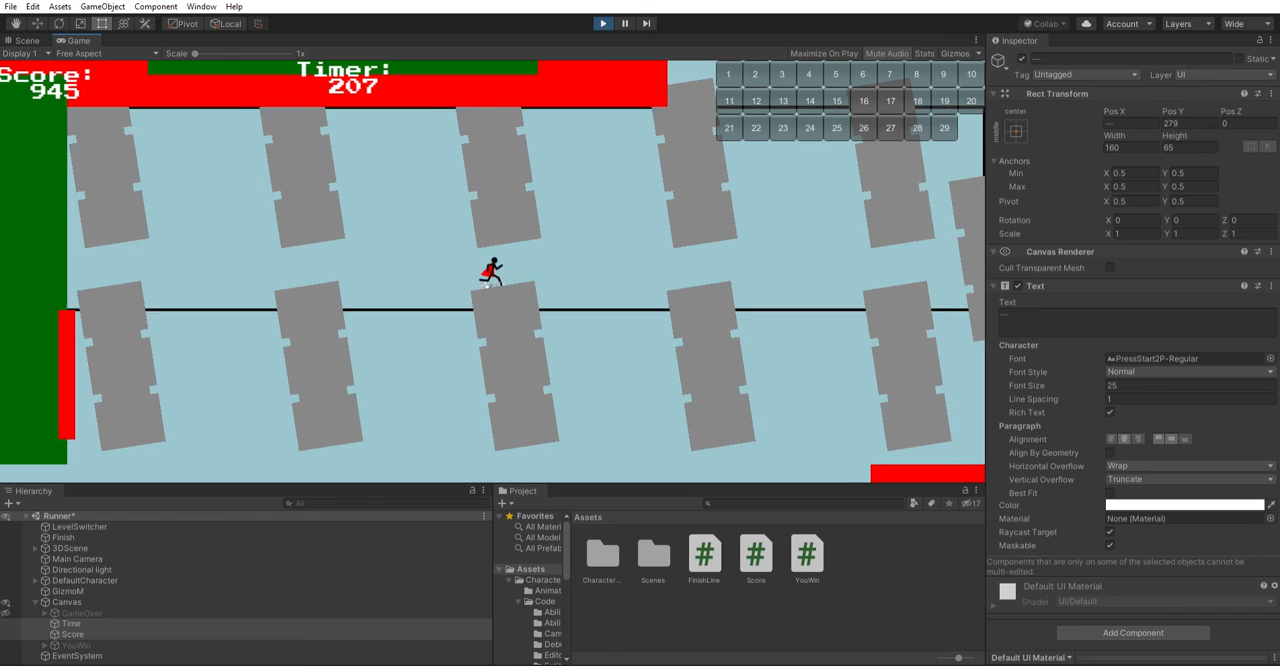 File Edit Assets GameObject Component Window Help
Pivot Local Collab Account Layers Wide
Scene Game
Display 1 Free Aspect Scale 1x Maximize On Play Mute Audio Stats Gizmos
Score:
945
Timer:
207
1 2 3 4 5 6 7 8 9 10
11 12 13 14 15 16 17 18 19 20
21 22 23 24 25 26 27 28 29
Inspector
— Static
Tag Untagged Layer UI
Rect Transform
center Pos X Pos Y Pos Z
middle — 279 0
Width Height
160 65
R
Anchors
Min X 0.5 Y 0.5
Max X 0.5 Y 0.5
Pivot X 0.5 Y 0.5
Rotation X 0 Y 0 Z 0
Scale X 1 Y 1 Z 1
Canvas Renderer
Cull Transparent Mesh
Text
Text
—
Character
Font PressStart2P-Regular
Font Style Normal
Font Size 25
Line Spacing 1
Rich Text
Paragraph
Alignment
Align By Geometry
Horizontal Overflow Wrap
Vertical Overflow Truncate
Best Fit
Color
Material None (Material)
Raycast Target
Maskable
Components that are only on some of the selected objects cannot be
multi-edited.
Default UI Material
Shader UI/Default
Add Component
Default UI Material
Hierarchy
All
Runner*
LevelSwitcher
Finish
3DScene
Main Camera
Directional light
DefaultCharacter
GizmoM
Canvas
GameOver
Time
Score
YouWin
EventSystem
Project
17
Favorites
All Materi
All Model
All Prefab
Assets
Characte
Animat
Code
Abili
Abili
Cam
Debu
Edito
Assets
Character...
Scenes
FinishLine
Score
YouWin